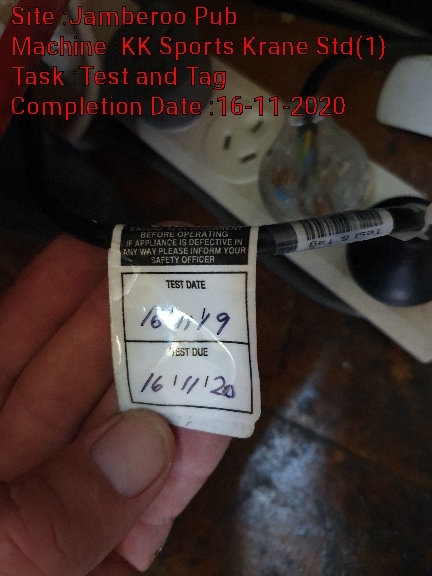 Site :Jamberoo Pub
Machine :KK Sports Krane Std(1)
Task :Test and Tag
Completion Date :16-11-2020
BEFORE OPERATING
IF APPLIANCE IS DEFECTIVE IN
ANY WAY PLEASE INFORM YOUR
SAFETY OFFICER
TEST DATE
16/11/19
TEST DUE
16/11/20
Test & Tag